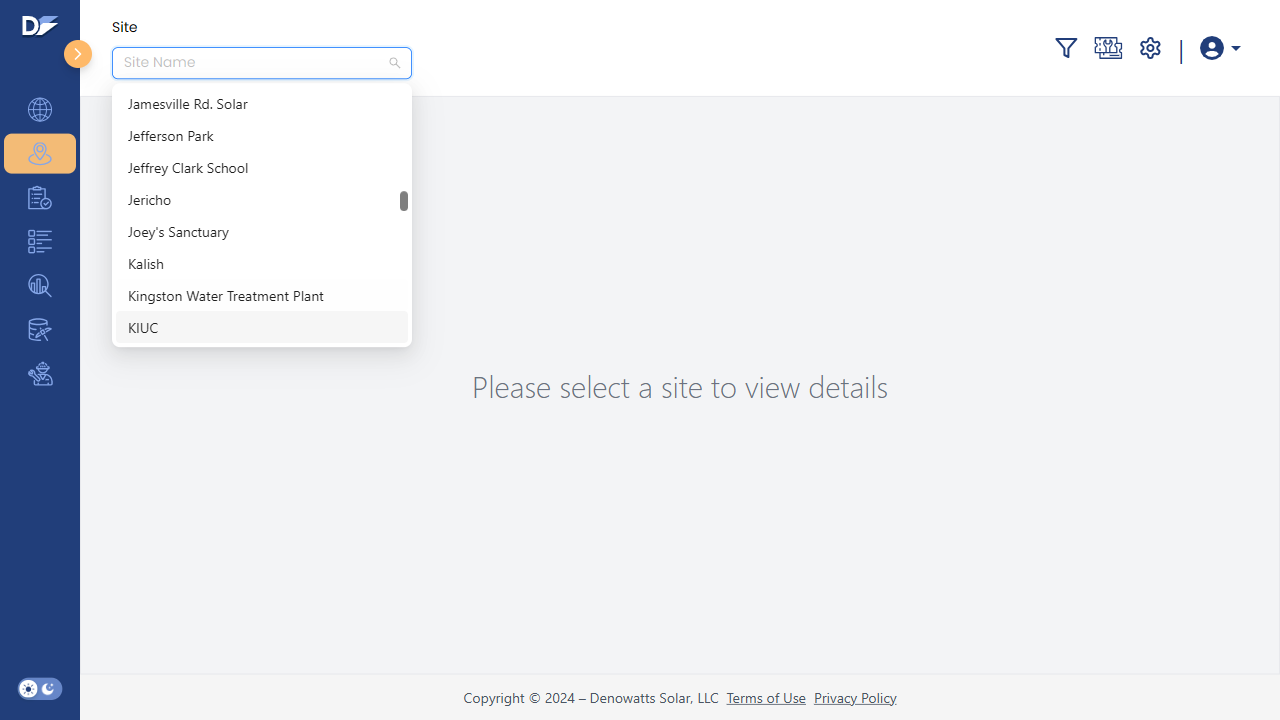 Site
Site Name
Jamesville Rd. Solar
Jefferson Park
Jeffrey Clark School
Jericho
Joey's Sanctuary
Kalish
Kingston Water Treatment Plant
KIUC
Please select a site to view details
Copyright © 2024 – Denowatts Solar, LLC Terms of Use Privacy Policy